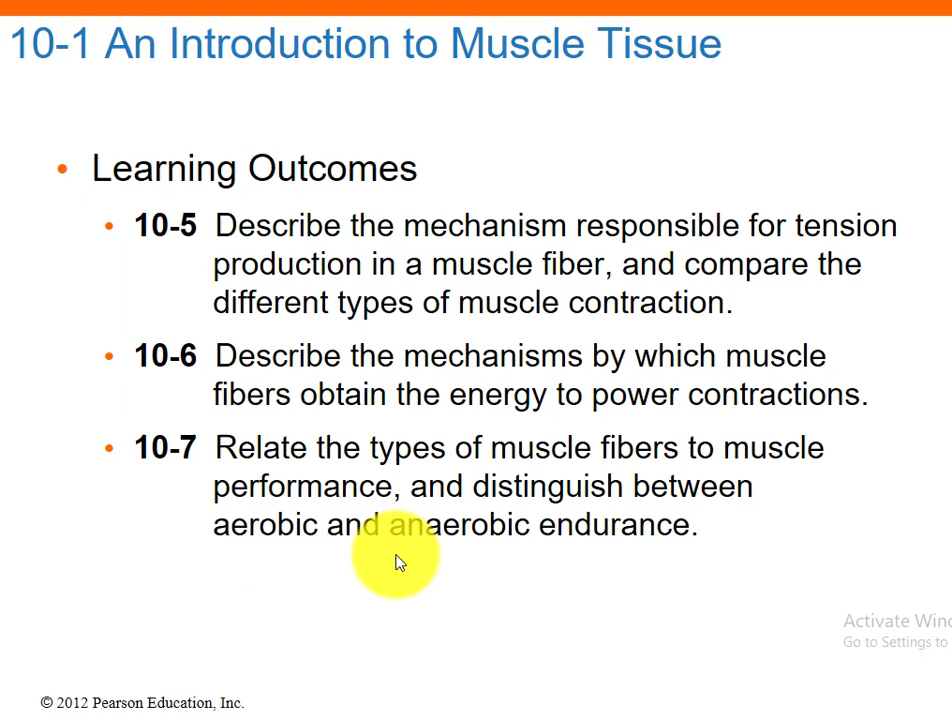 10-1 An Introduction to Muscle Tissue
• Learning Outcomes
• 10-5 Describe the mechanism responsible for tension
production in a muscle fiber, and compare the
different types of muscle contraction.
• 10-6 Describe the mechanisms by which muscle
fibers obtain the energy to power contractions.
• 10-7 Relate the types of muscle fibers to muscle
performance, and distinguish between
aerobic and anaerobic endurance.
Activate Wind
Go to Settings to
© 2012 Pearson Education, Inc.